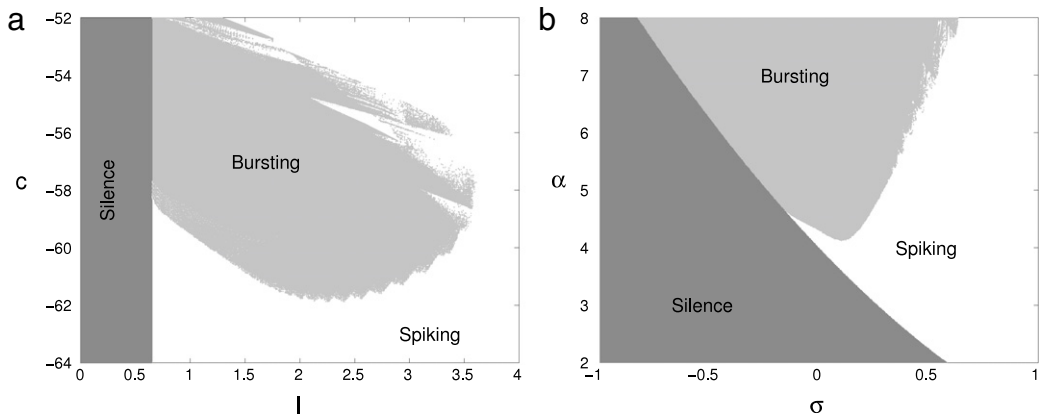 a
−52
−54
−56
−58
−60
−62
−64
c
Silence
Bursting
Spiking
0 0.5 1 1.5 2 2.5 3 3.5 4
I
b
8
7
6
5
4
3
2
α
Bursting
Spiking
Silence
−1 −0.5 0 0.5 1
σ